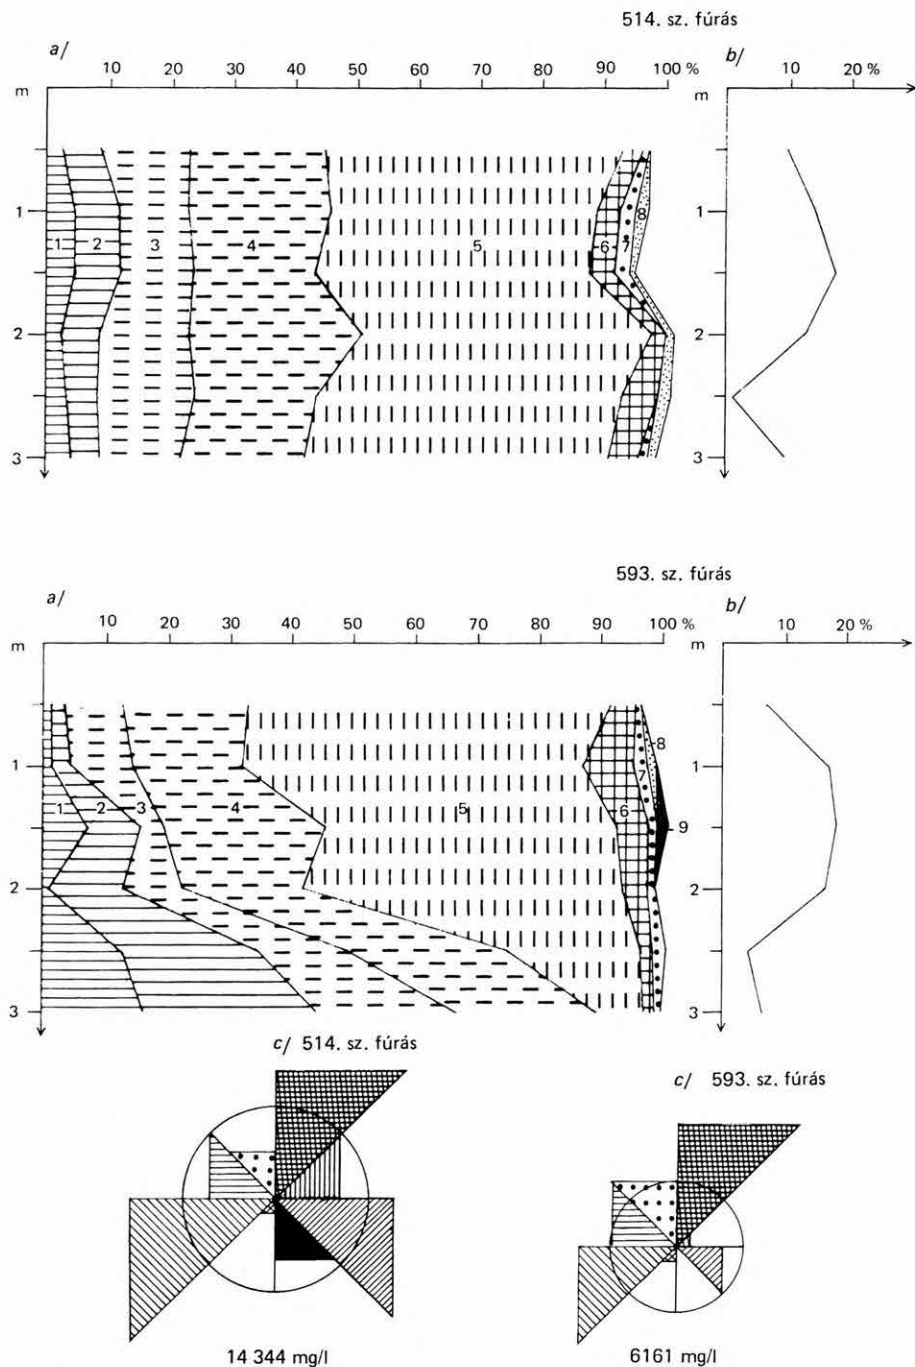 514. sz. fúrás
a/ b/
10 20 30 40 50 60 70 80 90 100 % 10 20 %
m m
1 1
1 2 3 4 5 6 7 8
2 2
3 3
593. sz. fúrás
a/ b/
10 20 30 40 50 60 70 80 90 100 % 10 20 %
m m
8
1 1
7
1 2 3 4 5 6 9
2 2
3 3
c/ 514. sz. fúrás
c/ 593. sz. fúrás
14 344 mg/l
6161 mg/l